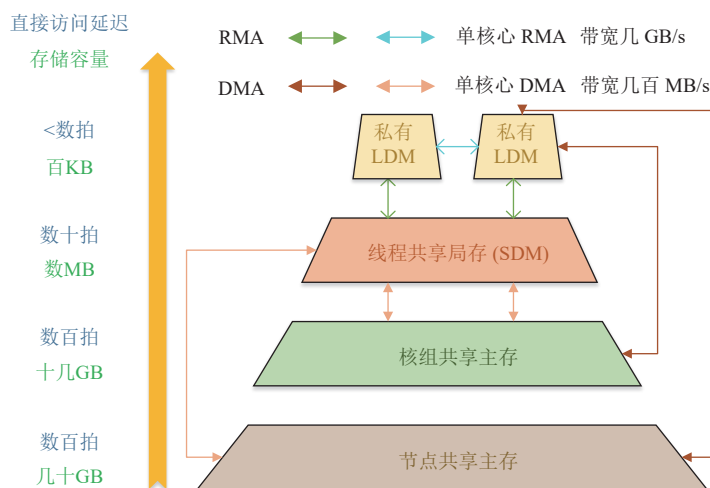 直接访问延迟
存储容量
RMA 单核心 RMA 带宽几 GB/s
DMA 单核心 DMA 带宽几百 MB/s
<数拍
百KB
私有
LDM
私有
LDM
数十拍
数MB
线程共享局存 (SDM)
数百拍
十几GB
核组共享主存
数百拍
几十GB
节点共享主存